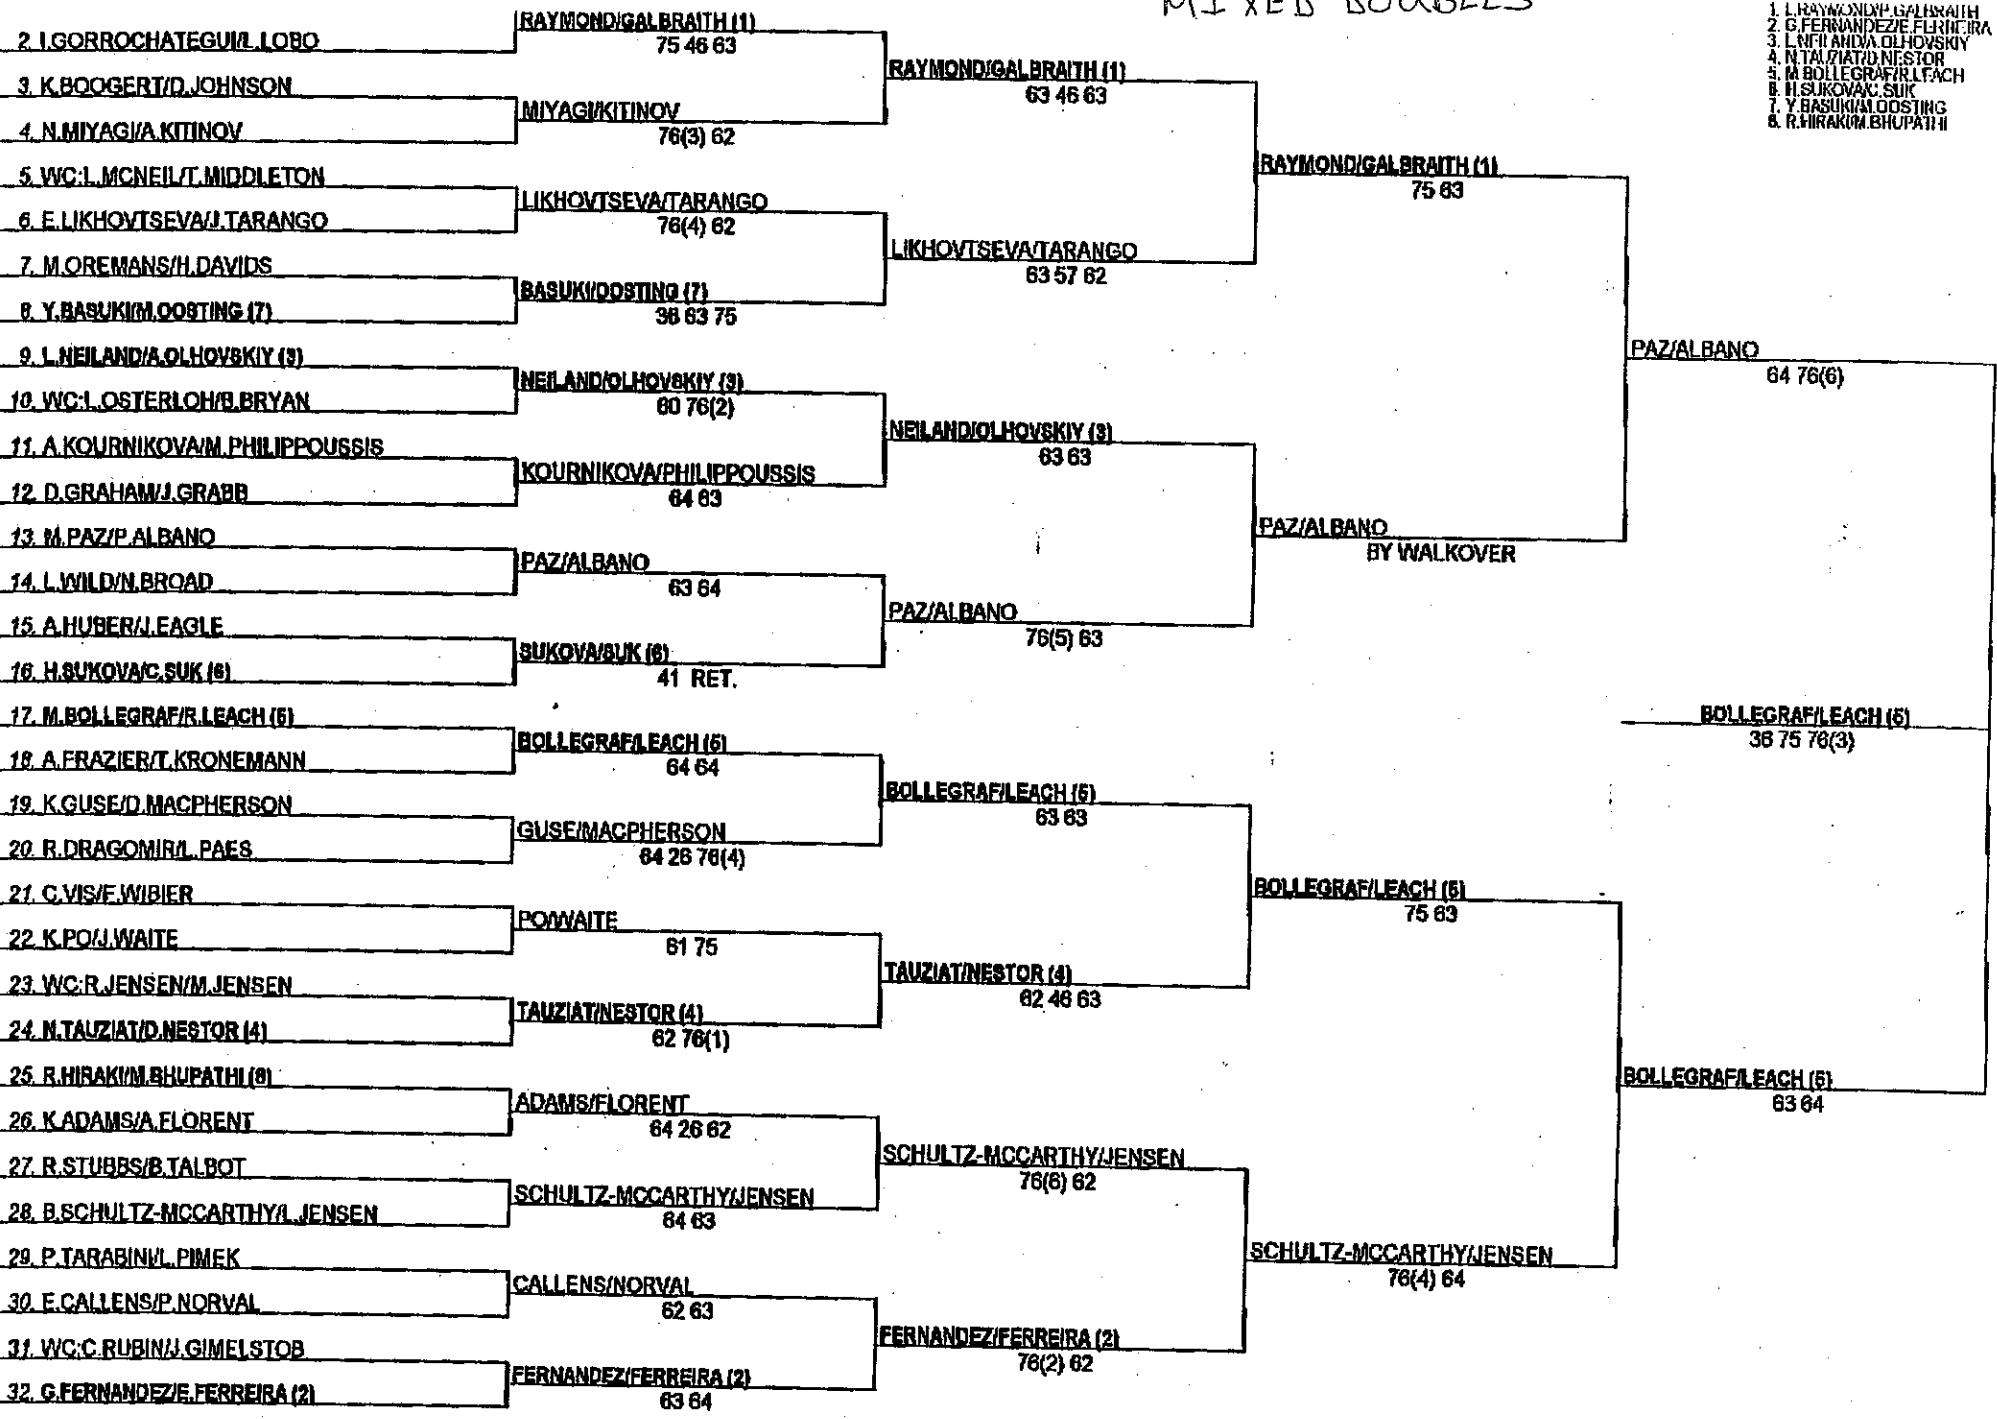 MIXED DOUBLES
1. L.RAYMOND/P.GALBRAITH
2. G.FERNANDEZ/E.FERREIRA
3. L.NEILAND/A.OLHOVSKIY
4. N.TAUZIAT/D.NESTOR
5. M.BOLLEGRAF/R.LEACH
6. H.SUKOVA/C.SUK
7. Y.BASUKI/M.OOSTING
8. R.HIRAKI/M.BHUPATHI
2. I.GORROCHATEGUI/L.LOBO
3. K.BOOGERT/D.JOHNSON
4. N.MIYAGI/A.KITINOV
5. WC:L.MCNEIL/T.MIDDLETON
6. E.LIKHOVTSEVA/J.TARANGO
7. M.OREMANS/H.DAVIDS
8. Y.BASUKI/M.OOSTING (7)
9. L.NEILAND/A.OLHOVSKIY (3)
10. WC:L.OSTERLOH/B.BRYAN
11. A.KOURNIKOVA/M.PHILIPPOUSSIS
12. D.GRAHAM/J.GRABB
13. M.PAZ/P.ALBANO
14. L.WILD/N.BROAD
15. A.HUBER/J.EAGLE
16. H.SUKOVA/C.SUK (6)
17. M.BOLLEGRAF/R.LEACH (5)
18. A.FRAZIER/T.KRONEMANN
19. K.GUSE/D.MACPHERSON
20. R.DRAGOMIR/L.PAES
21. C.VIS/F.WIBIER
22. K.PO/J.WAITE
23. WC:R.JENSEN/M.JENSEN
24. N.TAUZIAT/D.NESTOR (4)
25. R.HIRAKI/M.BHUPATHI (8)
26. K.ADAMS/A.FLORENT
27. R.STUBBS/B.TALBOT
28. B.SCHULTZ-MCCARTHY/L.JENSEN
29. P.TARABINI/L.PIMEK
30. E.CALLENS/P.NORVAL
31. WC:C.RUBIN/J.GIMELSTOB
32. G.FERNANDEZ/E.FERREIRA (2)
RAYMOND/GALBRAITH (1)
75 46 63
MIYAGI/KITINOV
76(3) 62
LIKHOVTSEVA/TARANGO
76(4) 62
BASUKI/OOSTING (7)
36 63 75
NEILAND/OLHOVSKIY (3)
60 76(2)
KOURNIKOVA/PHILIPPOUSSIS
64 63
PAZ/ALBANO
63 64
SUKOVA/SUK (6)
41 RET.
BOLLEGRAF/LEACH (5)
64 64
GUSE/MACPHERSON
64 26 76(4)
PO/WAITE
61 75
TAUZIAT/NESTOR (4)
62 76(1)
ADAMS/FLORENT
64 26 62
SCHULTZ-MCCARTHY/JENSEN
64 63
CALLENS/NORVAL
62 63
FERNANDEZ/FERREIRA (2)
63 64
RAYMOND/GALBRAITH (1)
63 46 63
LIKHOVTSEVA/TARANGO
63 57 62
NEILAND/OLHOVSKIY (3)
63 63
PAZ/ALBANO
76(5) 63
BOLLEGRAF/LEACH (5)
63 63
TAUZIAT/NESTOR (4)
62 46 63
SCHULTZ-MCCARTHY/JENSEN
76(6) 62
FERNANDEZ/FERREIRA (2)
76(2) 62
RAYMOND/GALBRAITH (1)
75 63
PAZ/ALBANO
BY WALKOVER
BOLLEGRAF/LEACH (5)
75 63
SCHULTZ-MCCARTHY/JENSEN
76(4) 64
PAZ/ALBANO
64 76(6)
BOLLEGRAF/LEACH (5)
63 64
BOLLEGRAF/LEACH (5)
36 75 76(3)